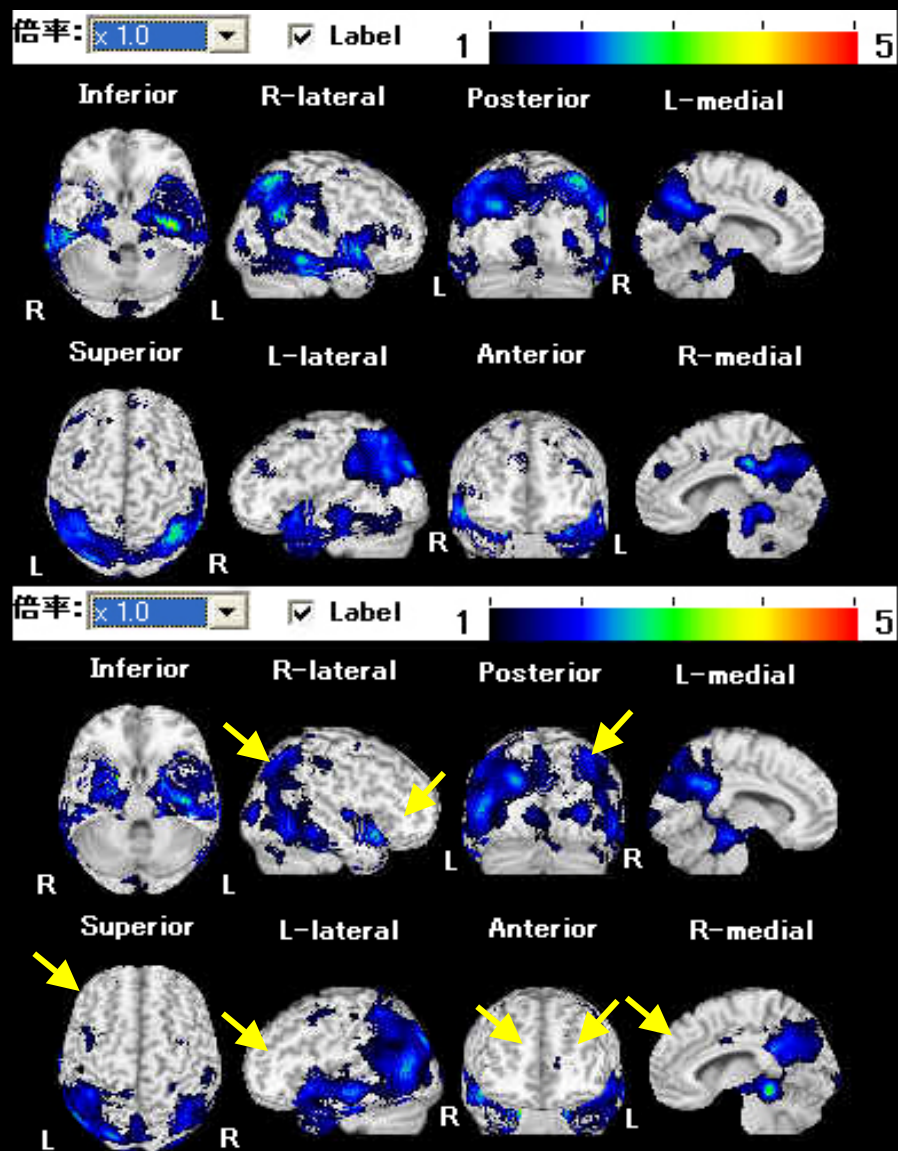 倍率: x 1.0 Label 1 5
Inferior R-lateral Posterior L-medial
R L L R
Superior L-lateral Anterior R-medial
L R R L
倍率: x 1.0 Label 1 5
Inferior R-lateral Posterior L-medial
R L L R
Superior L-lateral Anterior R-medial
L R R L